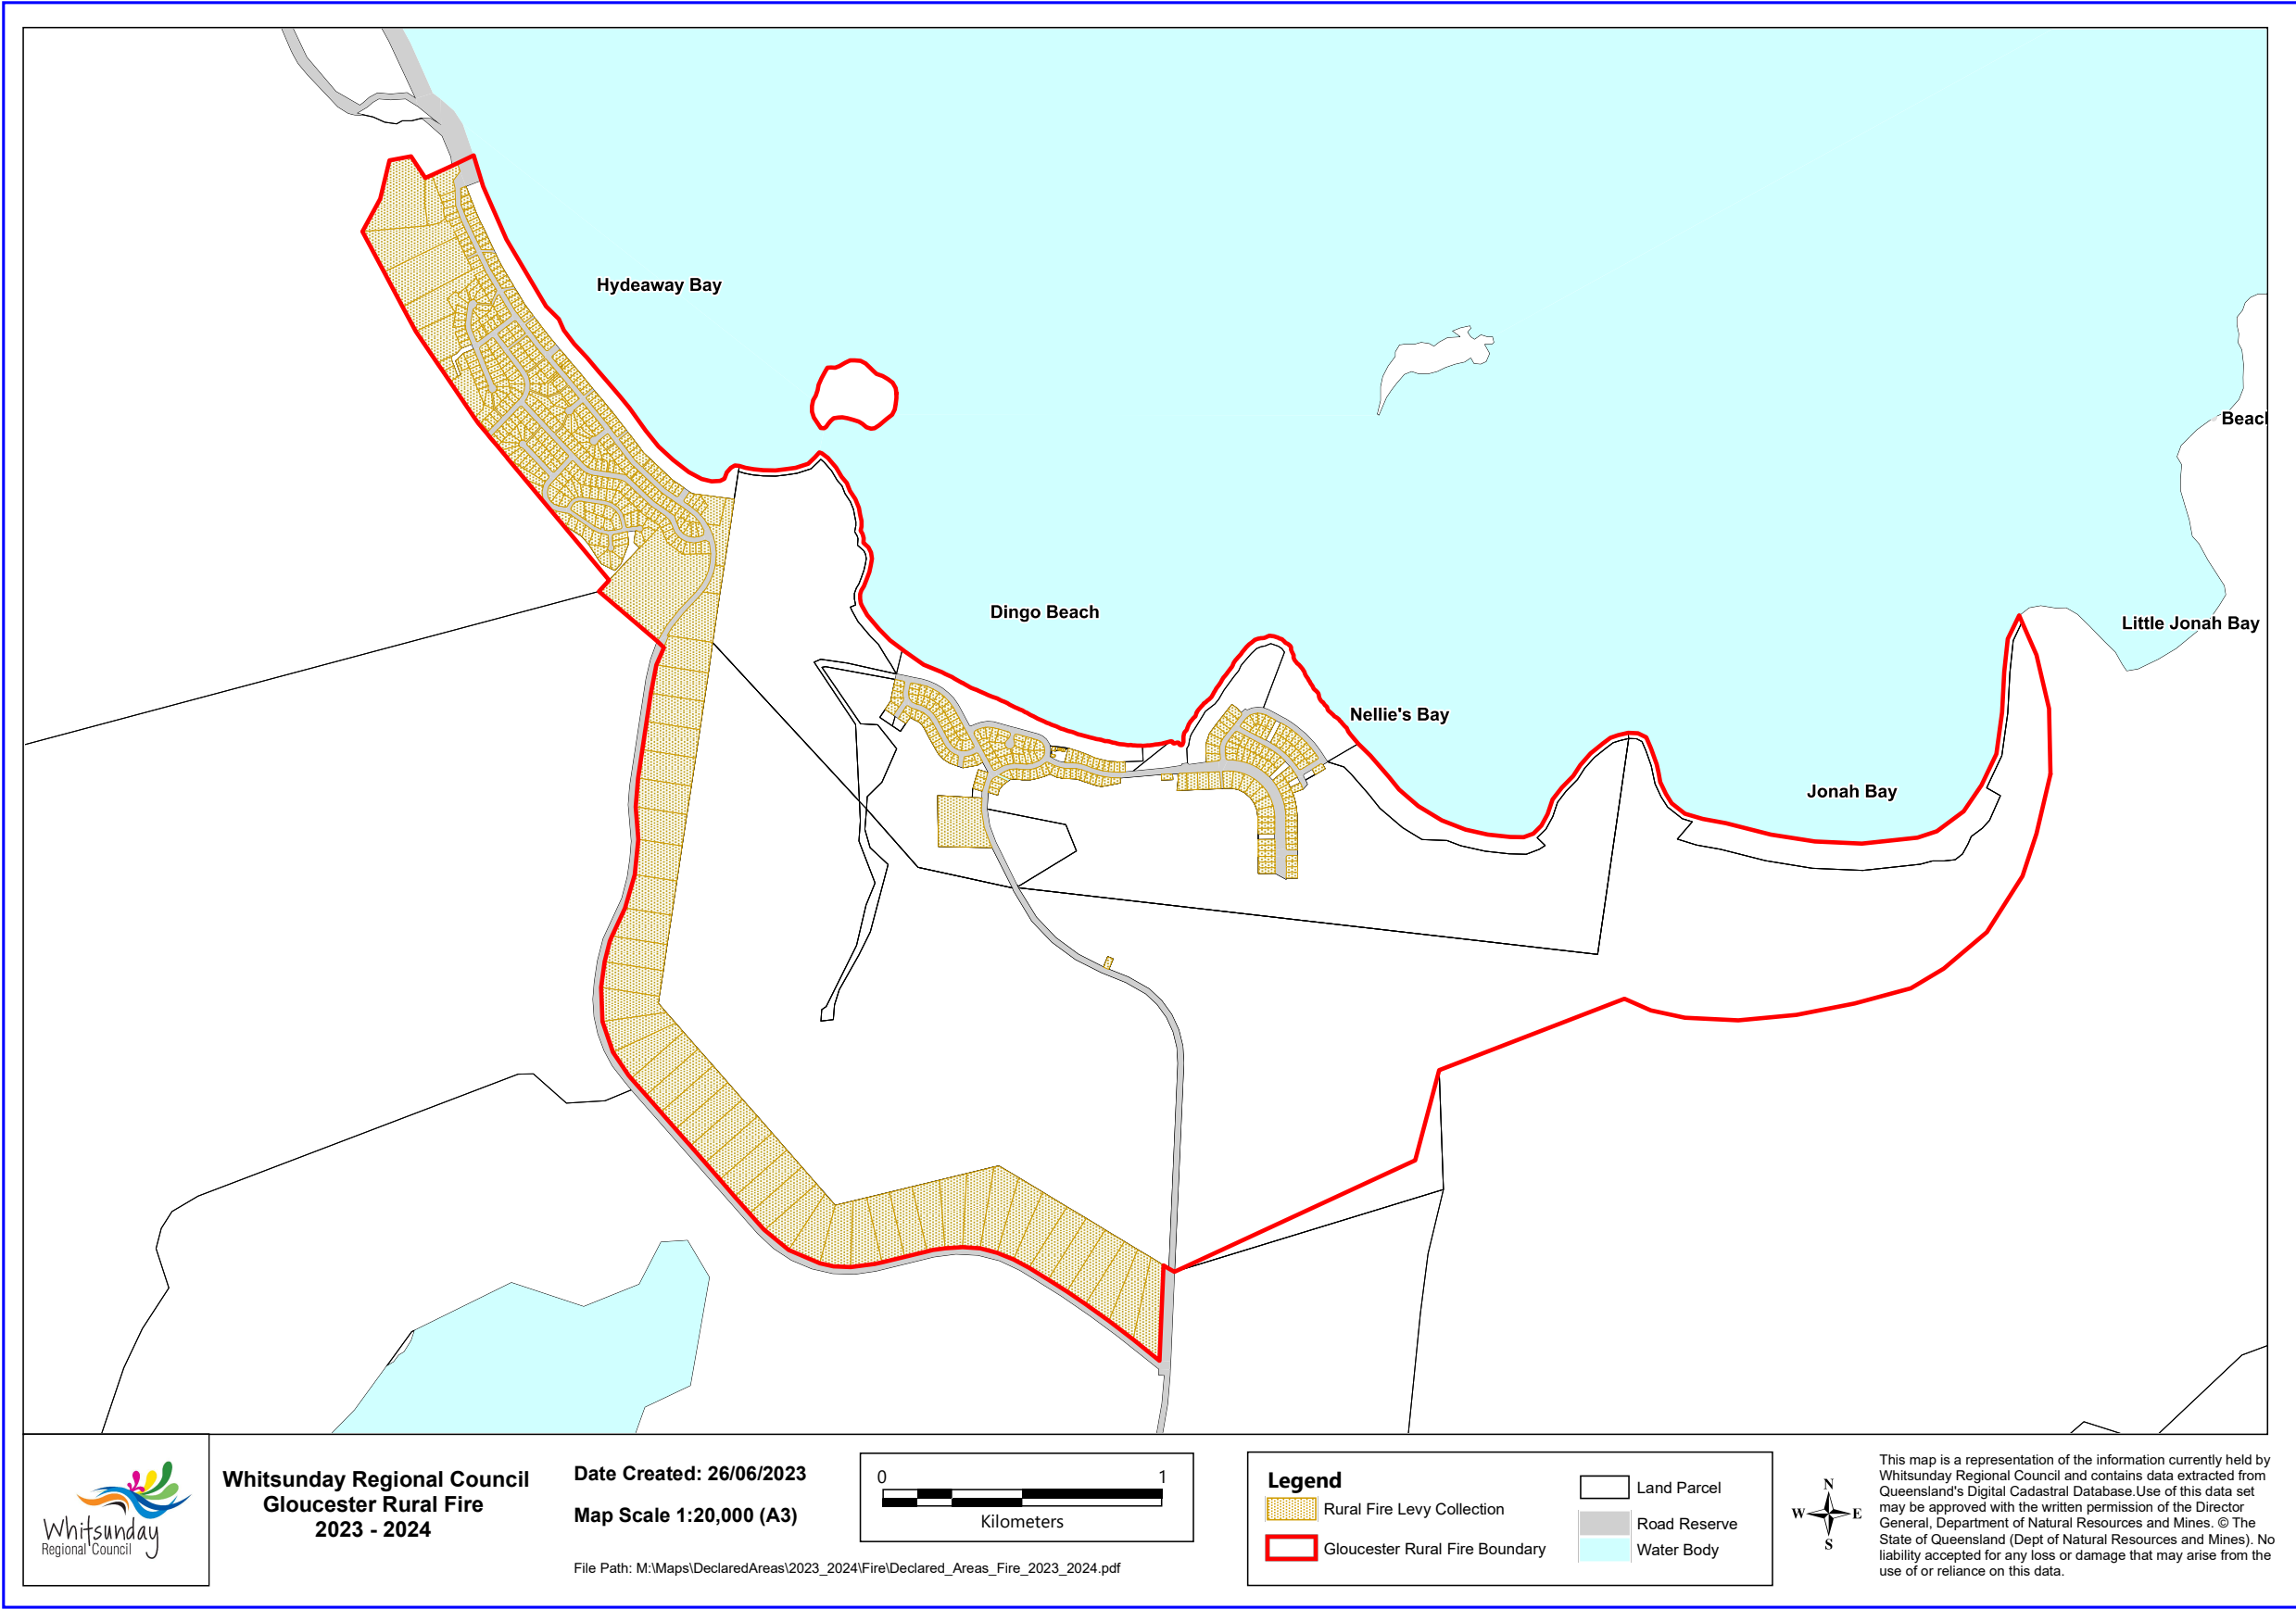 Hydeaway Bay
Beach
Dingo Beach
Little Jonah Bay
Nellie's Bay
Jonah Bay
Whitsunday
Regional Council
Whitsunday Regional Council
Gloucester Rural Fire
2023 - 2024
Date Created: 26/06/2023
Map Scale 1:20,000 (A3)
File Path: M:\Maps\DeclaredAreas\2023_2024\Fire\Declared_Areas_Fire_2023_2024.pdf
0 1
Kilometers
Legend
Rural Fire Levy Collection
Gloucester Rural Fire Boundary
Land Parcel
Road Reserve
Water Body
N
W E
S
This map is a representation of the information currently held by
Whitsunday Regional Council and contains data extracted from
Queensland's Digital Cadastral Database.Use of this data set
may be approved with the written permission of the Director
General, Department of Natural Resources and Mines. © The
State of Queensland (Dept of Natural Resources and Mines). No
liability accepted for any loss or damage that may arise from the
use of or reliance on this data.